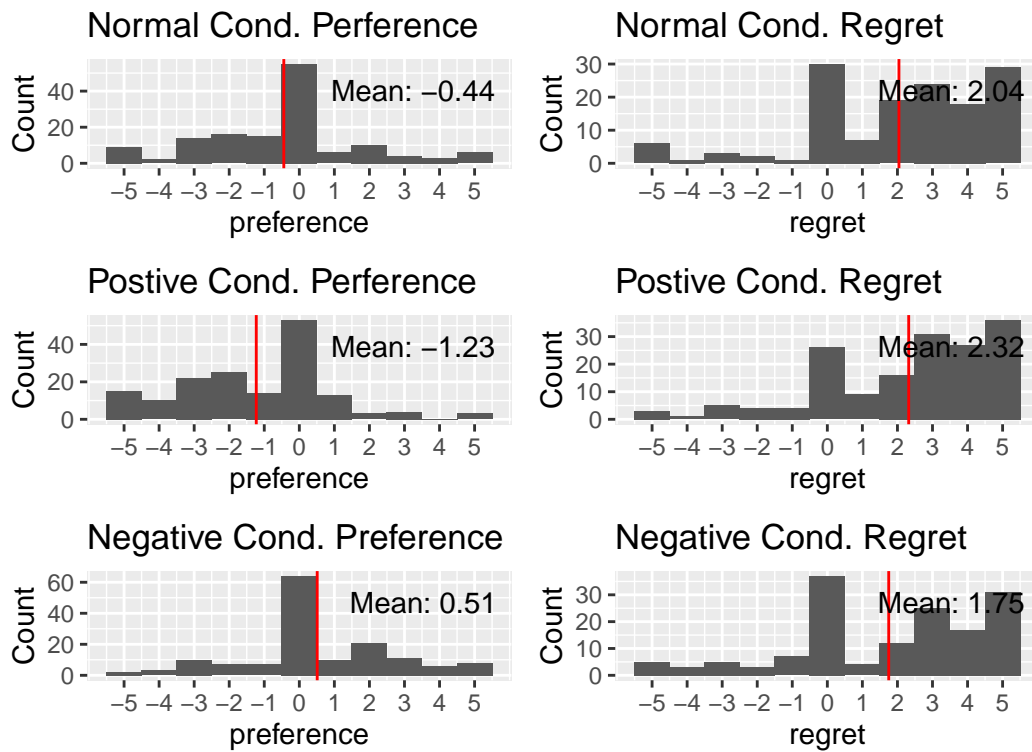 Normal Cond. Perference
Count
40
20
0
Mean: −0.44
−5 −4 −3 −2 −1 0 1 2 3 4 5
preference
Normal Cond. Regret
Count
30
20
10
0
Mean: 2.04
−5 −4 −3 −2 −1 0 1 2 3 4 5
regret
Postive Cond. Perference
Count
40
20
0
Mean: −1.23
−5 −4 −3 −2 −1 0 1 2 3 4 5
preference
Postive Cond. Regret
Count
30
20
10
0
Mean: 2.32
−5 −4 −3 −2 −1 0 1 2 3 4 5
regret
Negative Cond. Preference
Count
60
40
20
0
Mean: 0.51
−5 −4 −3 −2 −1 0 1 2 3 4 5
preference
Negative Cond. Regret
Count
30
20
10
0
Mean: 1.75
−5 −4 −3 −2 −1 0 1 2 3 4 5
regret